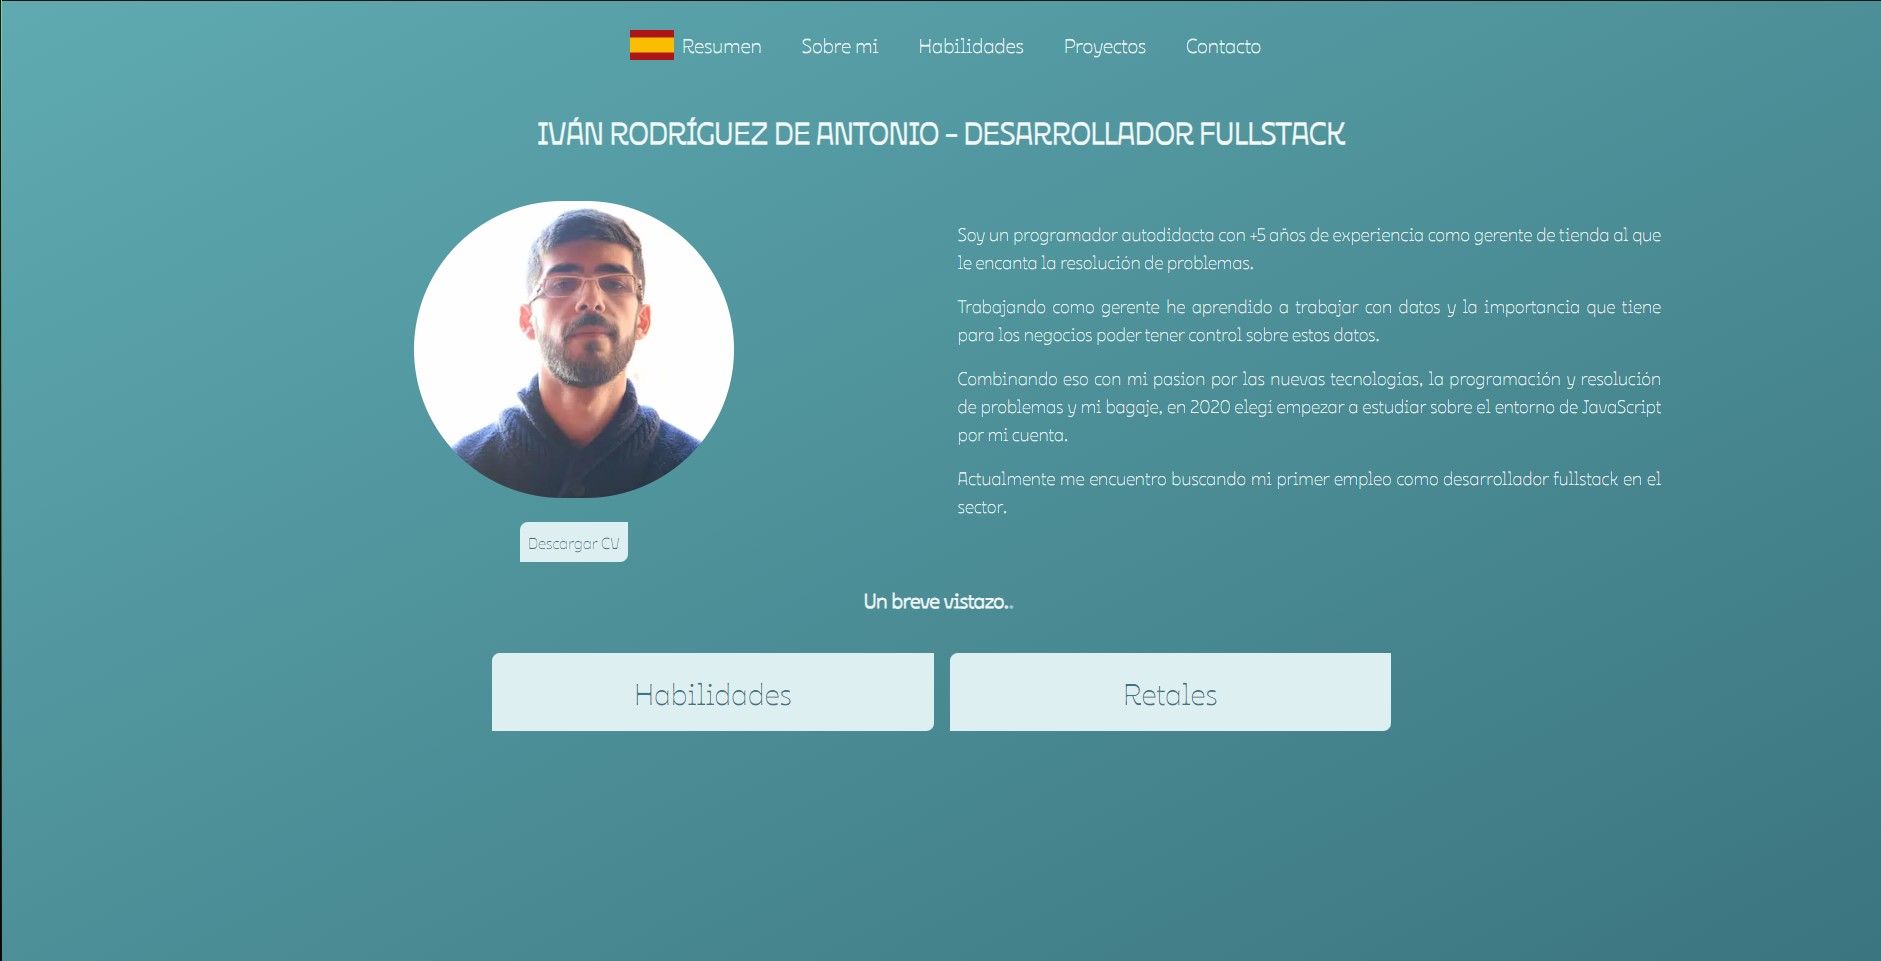 Resumen Sobre mi Habilidades Proyectos Contacto
IVÁN RODRÍGUEZ DE ANTONIO - DESARROLLADOR FULLSTACK
Soy un programador autodidacta con +5 años de experiencia como gerente de tienda al que
le encanta la resolución de problemas.
Trabajando como gerente he aprendido a trabajar con datos y la importancia que tiene
para los negocios poder tener control sobre estos datos.
Combinando eso con mi pasion por las nuevas tecnologías, la programación y resolución
de problemas y mi bagaje, en 2020 elegí empezar a estudiar sobre el entorno de JavaScript
por mi cuenta.
Actualmente me encuentro buscando mi primer empleo como desarrollador fullstack en el
sector.
Descargar CV
Un breve vistazo..
Habilidades
Retales